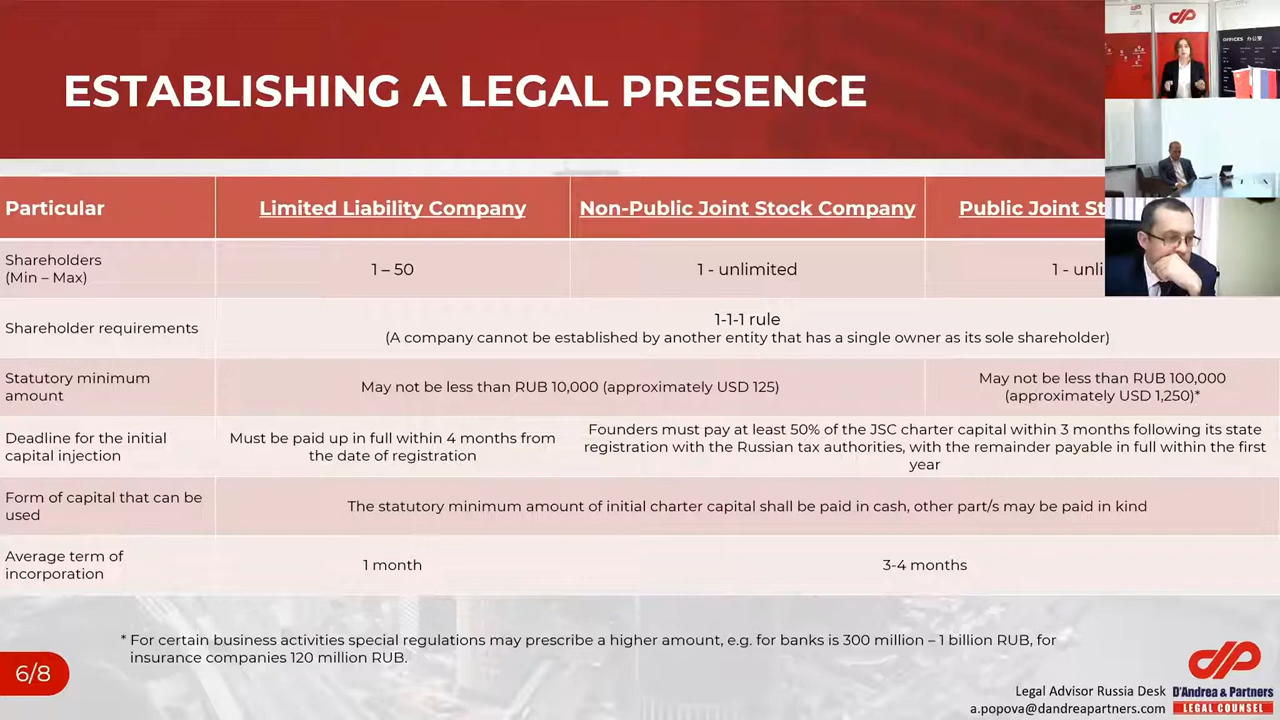 ESTABLISHING A LEGAL PRESENCE
OFFICES 办公室
Particular
Limited Liability Company
Non-Public Joint Stock Company
Public Joint St
Shareholders
(Min – Max)
1 – 50
1 - unlimited
1 - unli
Shareholder requirements
1-1-1 rule
(A company cannot be established by another entity that has a single owner as its sole shareholder)
Statutory minimum
amount
May not be less than RUB 10,000 (approximately USD 125)
May not be less than RUB 100,000
(approximately USD 1,250)*
Deadline for the initial
capital injection
Must be paid up in full within 4 months from
the date of registration
Founders must pay at least 50% of the JSC charter capital within 3 months following its state
registration with the Russian tax authorities, with the remainder payable in full within the first
year
Form of capital that can be
used
The statutory minimum amount of initial charter capital shall be paid in cash, other part/s may be paid in kind
Average term of
incorporation
1 month
3-4 months
* For certain business activities special regulations may prescribe a higher amount, e.g. for banks is 300 million – 1 billion RUB, for
insurance companies 120 million RUB.
6/8
Legal Advisor Russia Desk
a.popova@dandreapartners.com
D'Andrea & Partners
LEGAL COUNSEL